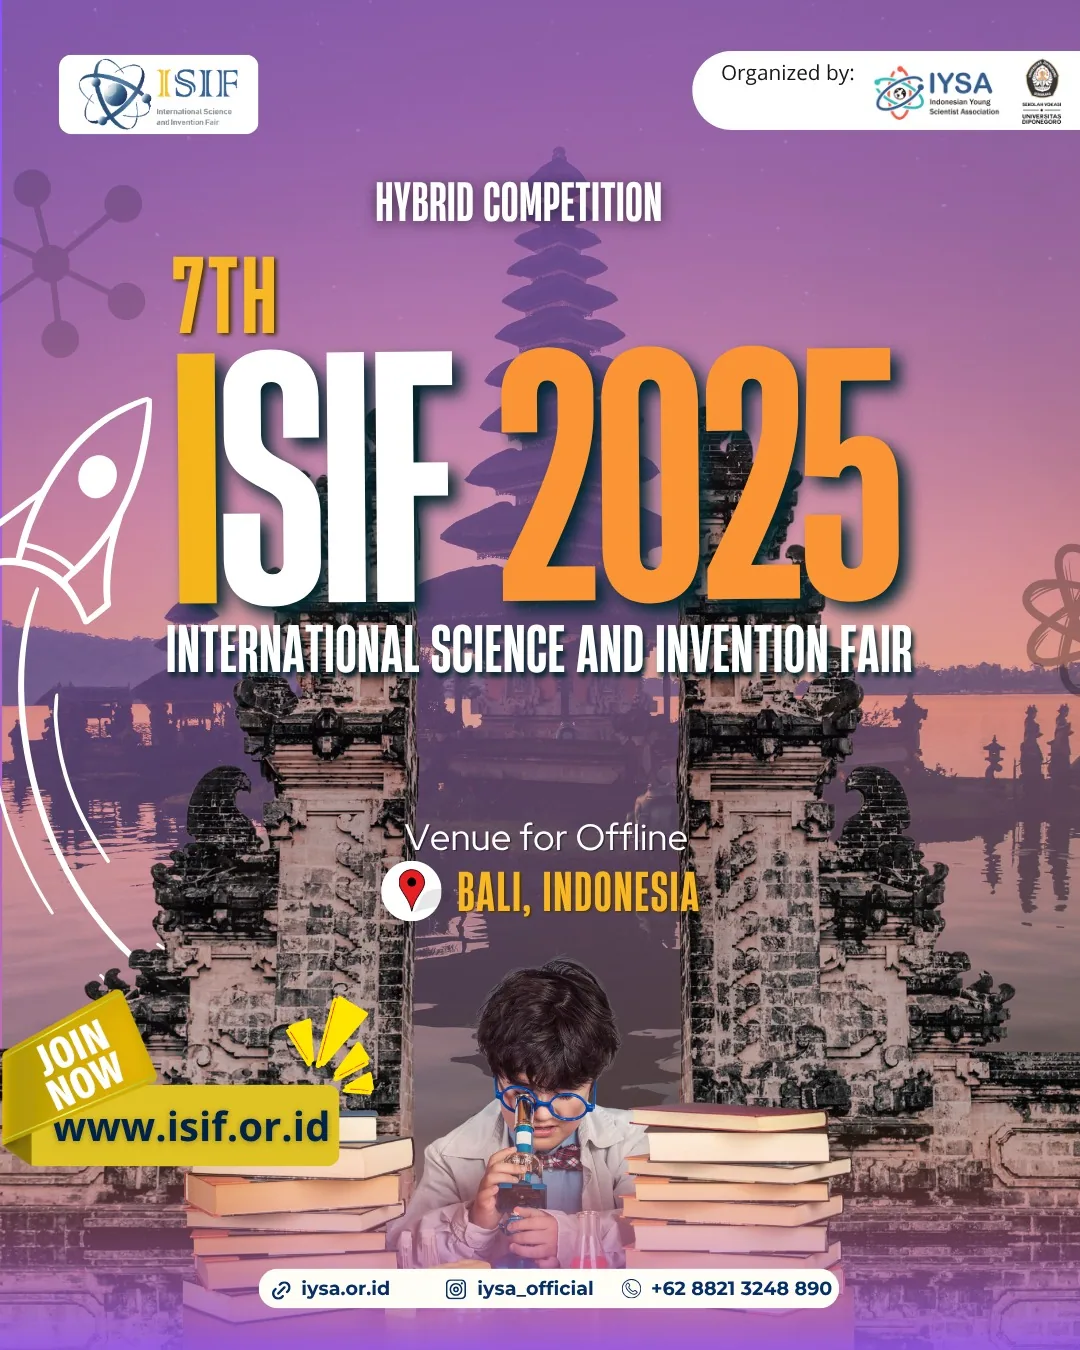 ISIF
International Science
and Invention Fair
Organized by:
IYSA
Indonesian Young
Scientist Association
SEKOLAH VOKASI
UNIVERSITAS
DIPONEGORO
HYBRID COMPETITION
7TH
ISIF 2025
INTERNATIONAL SCIENCE AND INVENTION FAIR
Venue for Offline
BALI, INDONESIA
JOIN
NOW
www.isif.or.id
iysa.or.id
iysa_official
+62 8821 3248 890